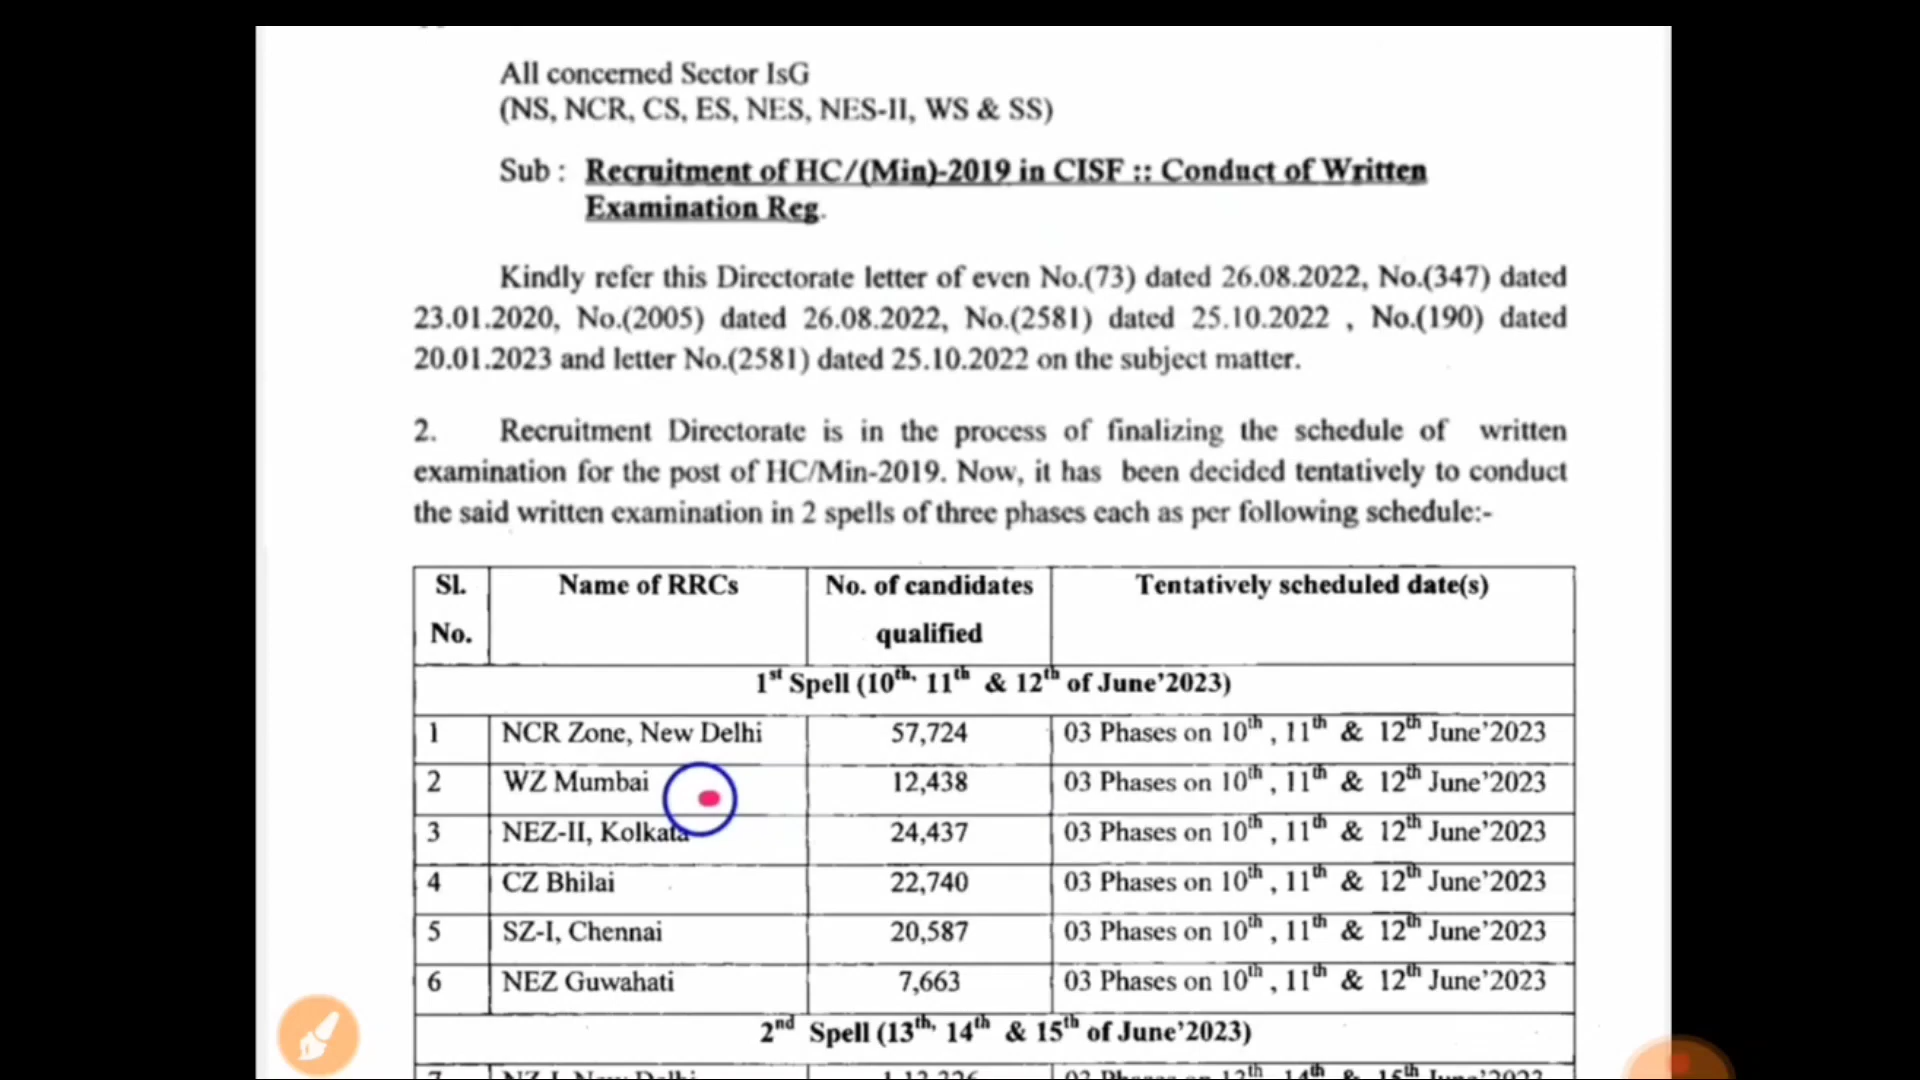 All concerned Sector IsG
(NS, NCR, CS, ES, NES, NES-II, WS & SS)
Sub : Recruitment of HC/(Min)-2019 in CISF :: Conduct of Written
Examination Reg.
Kindly refer this Directorate letter of even No.(73) dated 26.08.2022, No.(347) dated
23.01.2020, No.(2005) dated 26.08.2022, No.(2581) dated 25.10.2022 , No.(190) dated
20.01.2023 and letter No.(2581) dated 25.10.2022 on the subject matter.
2. Recruitment Directorate is in the process of finalizing the schedule of written
examination for the post of HC/Min-2019. Now, it has been decided tentatively to conduct
the said written examination in 2 spells of three phases each as per following schedule:-
Sl. No. Name of RRCs No. of candidates qualified Tentatively scheduled date(s)
1st Spell (10th, 11th & 12th of June'2023)
1 NCR Zone, New Delhi 57,724 03 Phases on 10th , 11th & 12th June'2023
2 WZ Mumbai 12,438 03 Phases on 10th , 11th & 12th June'2023
3 NEZ-II, Kolkata 24,437 03 Phases on 10th , 11th & 12th June'2023
4 CZ Bhilai 22,740 03 Phases on 10th , 11th & 12th June'2023
5 SZ-I, Chennai 20,587 03 Phases on 10th , 11th & 12th June'2023
6 NEZ Guwahati 7,663 03 Phases on 10th , 11th & 12th June'2023
2nd Spell (13th, 14th & 15th of June'2023)